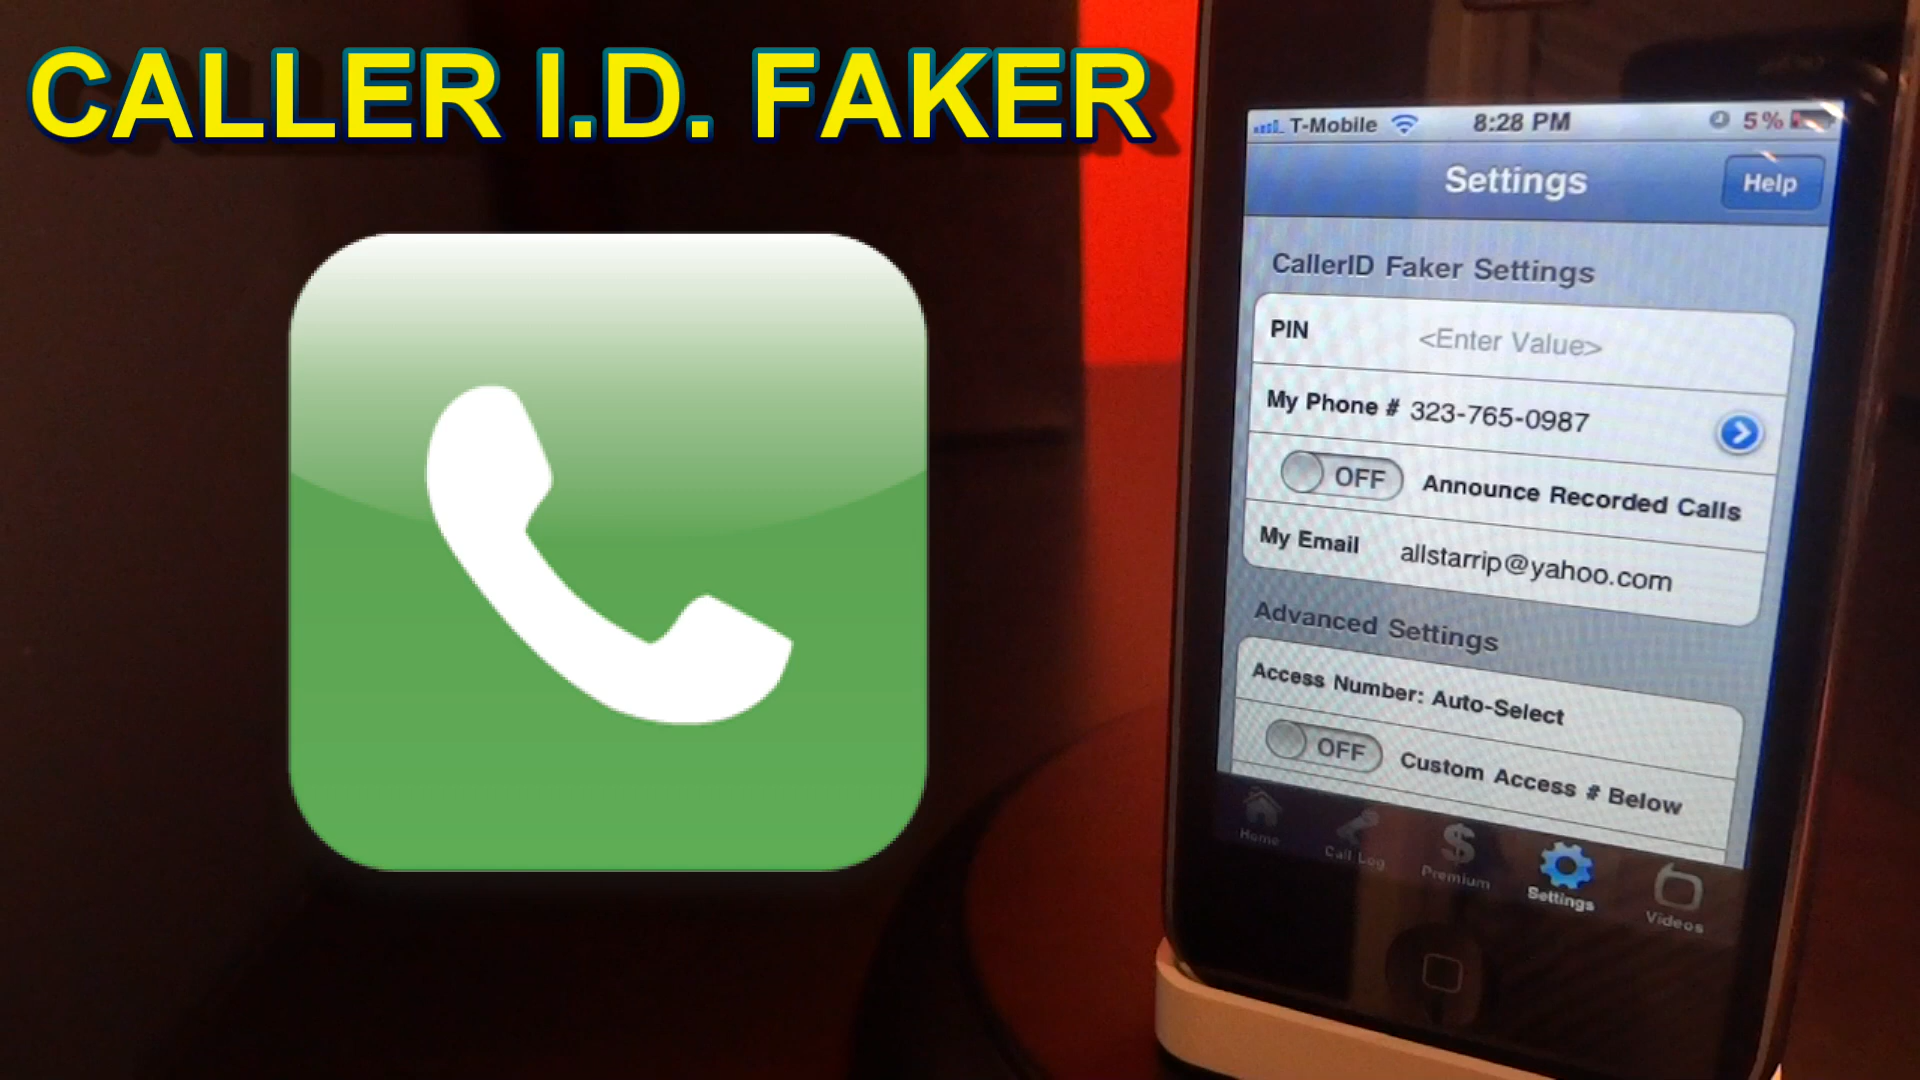 CALLER I.D. FAKER
T-Mobile 8:28 PM 5%
Settings Help
CallerID Faker Settings
PIN <Enter Value>
My Phone # 323-765-0987
OFF Announce Recorded Calls
My Email allstarrip@yahoo.com
Advanced Settings
Access Number: Auto-Select
OFF Custom Access # Below
Home Call Log Premium Settings Videos